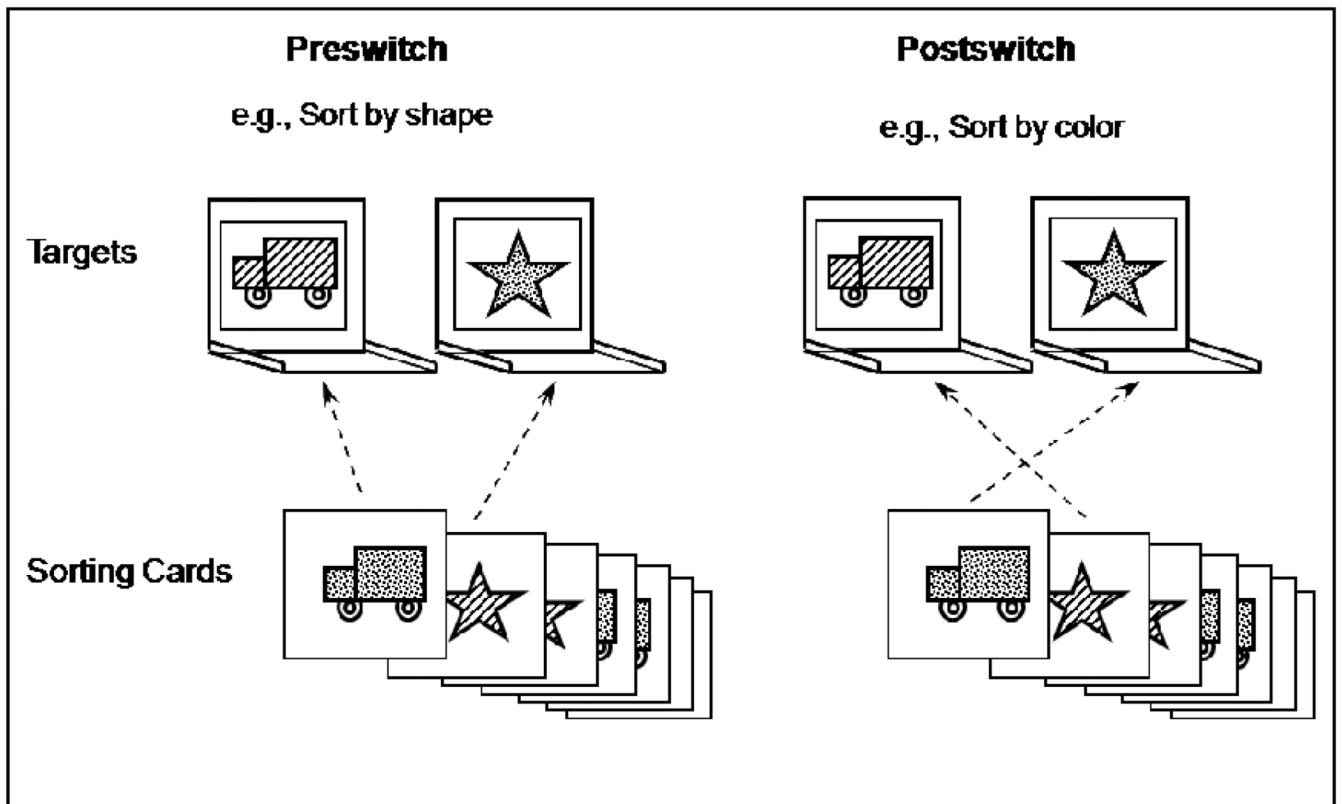 Preswitch
e.g., Sort by shape
Postswitch
e.g., Sort by color
Targets
Sorting Cards